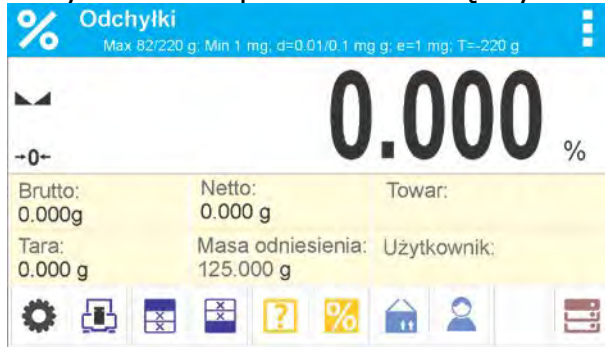 Odchyłki
Max 82/220 g; Min 1 mg; d=0.01/0.1 mg g; e=1 mg; T=-220 g
0.000 %
→0←
Brutto: Netto: Towar:
0.000g 0.000 g
Tara: Masa odniesienia: Użytkownik:
0.000 g 125.000 g